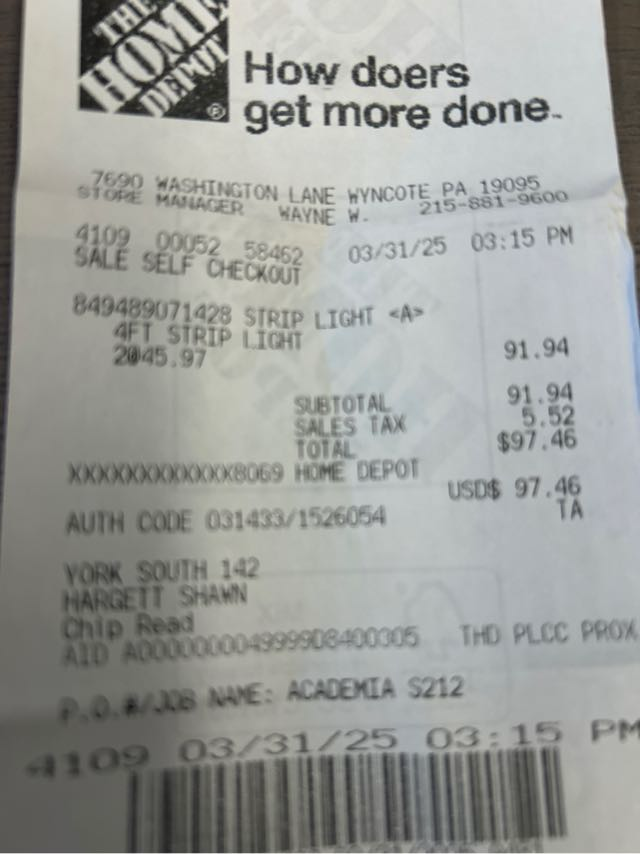 THE
HOME
DEPOT
How doers
get more done.
7690 WASHINGTON LANE WYNCOTE PA 19095
STORE MANAGER WAYNE W. 215-881-9600
4109 00052 58462 03/31/25 03:15 PM
SALE SELF CHECKOUT
849489071428 STRIP LIGHT <A>
4FT STRIP LIGHT
2@45.97 91.94
SUBTOTAL 91.94
SALES TAX 5.52
TOTAL $97.46
XXXXXXXXXXXX8069 HOME DEPOT
USD$ 97.46
AUTH CODE 031433/1526054 TA
YORK SOUTH 142
HARGETT SHAWN
Chip Read
AID A0000000049999D8400305 THD PLCC PROX
P.O.#/JOB NAME: ACADEMIA S212
4109 03/31/25 03:15 PM